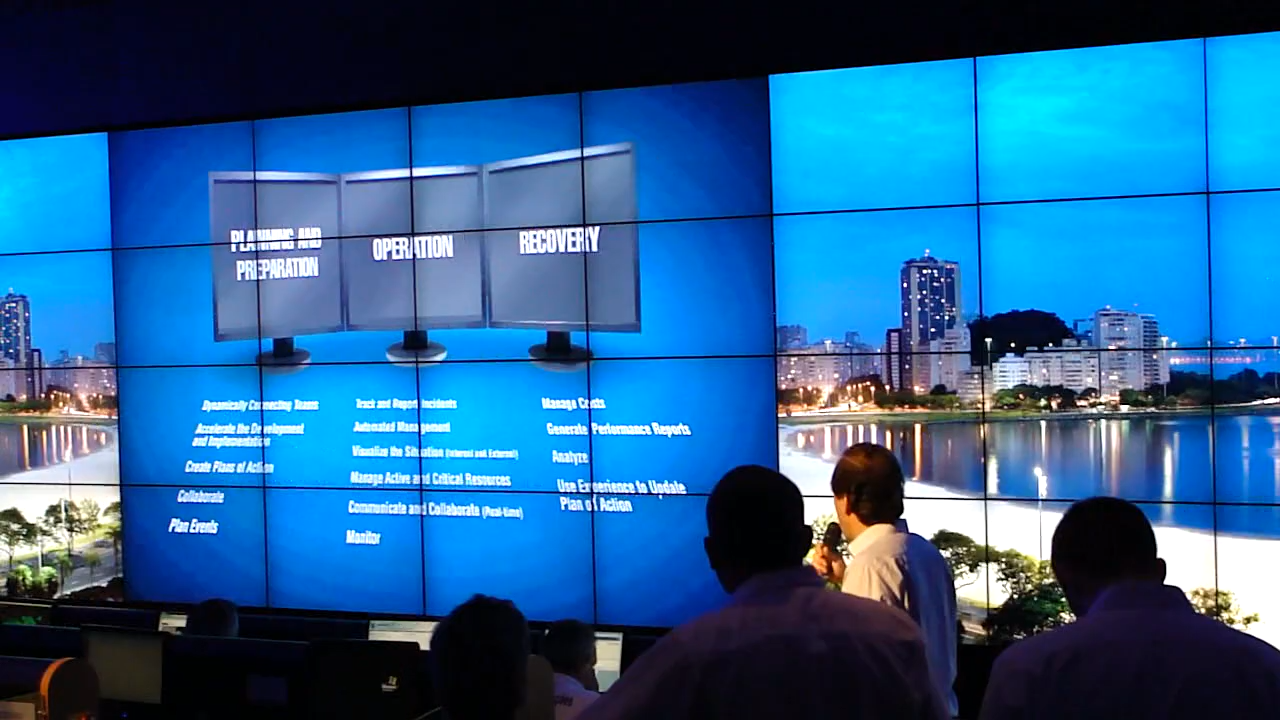 PLANNING AND
PREPARATION
OPERATION
RECOVERY
Dynamically Connecting Teams
Accelerate the Development
and Implementation
Create Plans of Action
Collaborate
Plan Events
Track and Report Incidents
Automated Management
Visualize the Situation (Internal and External)
Manage Active and Critical Resources
Communicate and Collaborate (Real-time)
Monitor
Manage Costs
Generate Performance Reports
Analyze
Use Experience to Update
Plan of Action